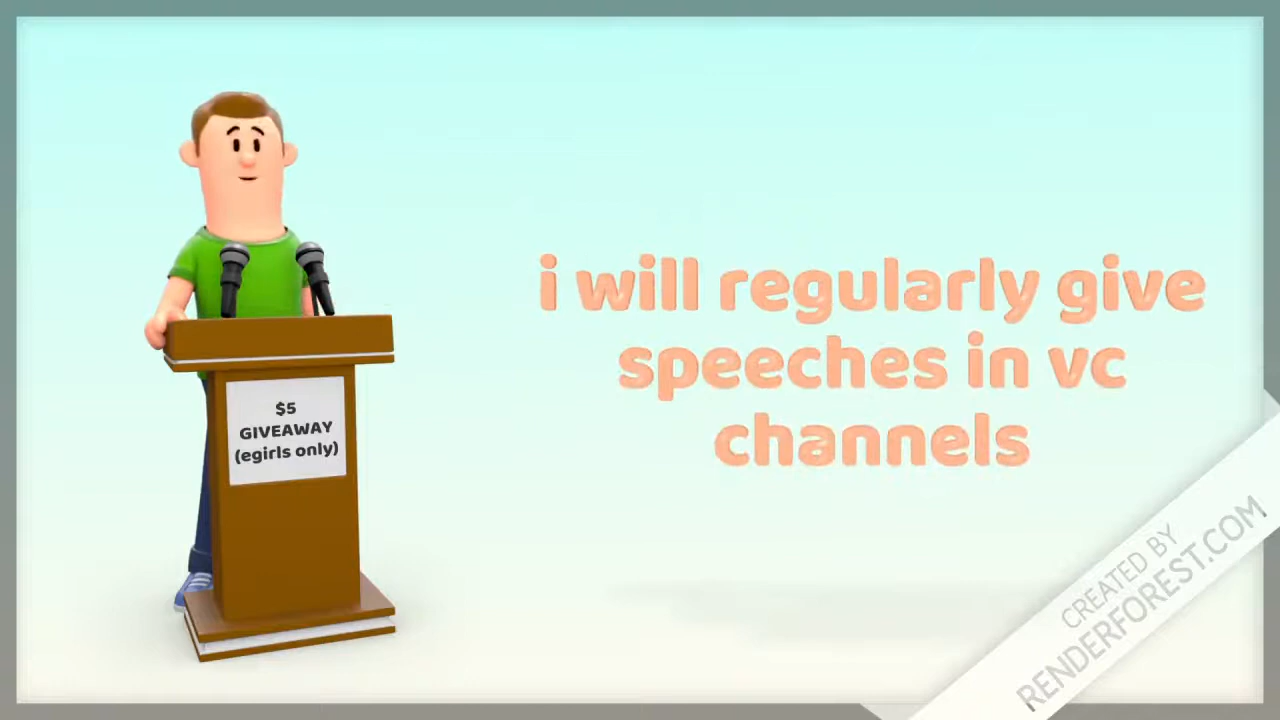 i will regularly give
speeches in vc
channels
$5
GIVEAWAY
(egirls only)
CREATED BY
RENDERFOREST.COM